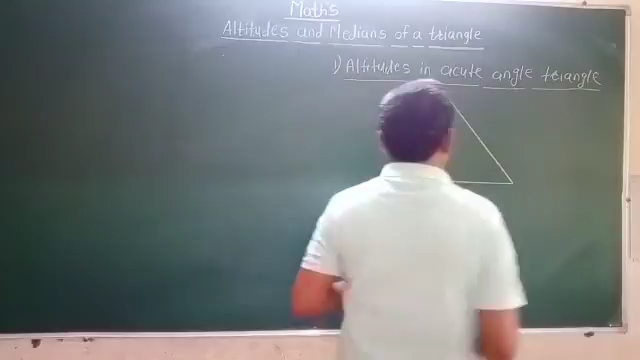 Maths
Altitudes and Medians of a triangle
1) Altitudes in acute angle triangle